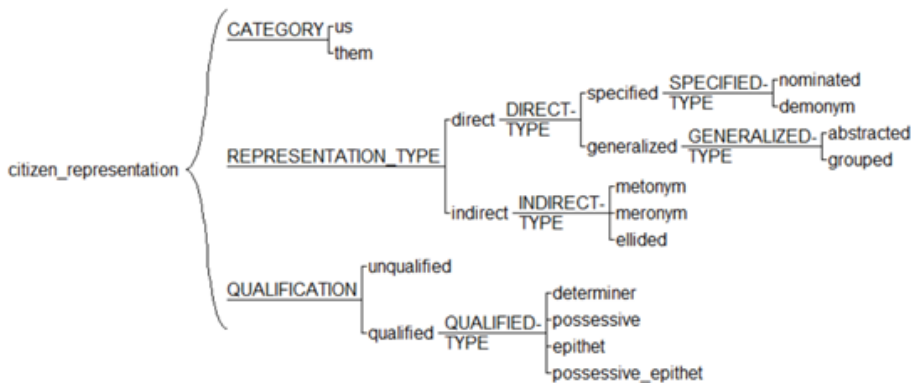 CATEGORY
us
them
citizen_representation
REPRESENTATION_TYPE
direct
DIRECT-
TYPE
specified
SPECIFIED-
TYPE
nominated
demonym
generalized
GENERALIZED-
TYPE
abstracted
grouped
indirect
INDIRECT-
TYPE
metonym
meronym
ellided
QUALIFICATION
unqualified
qualified
QUALIFIED-
TYPE
determiner
possessive
epithet
possessive_epithet